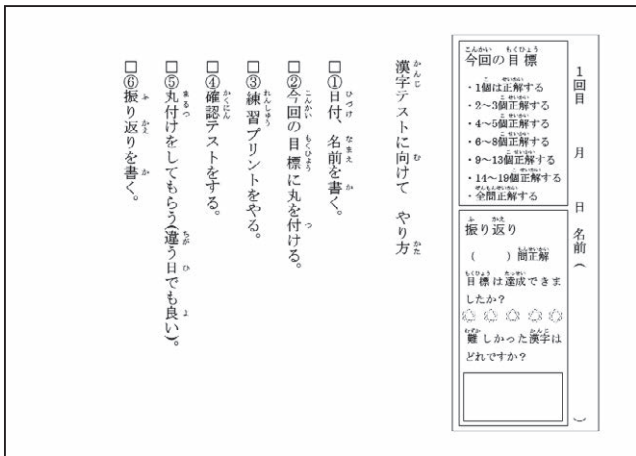 1回目　月　日　名前（　）
今回の目標
・1個は正解する
・2～3個正解する
・4～5個正解する
・6～8個正解する
・9～13個正解する
・14～19個正解する
・全問正解する
振り返り
（　）問正解
目標は達成できま
したか？
難しかった漢字は
どれですか？
漢字テストに向けて　やり方
□①日付、名前を書く。
□②今回の目標に丸を付ける。
□③練習プリントをやる。
□④確認テストをする。
□⑤丸付けをしてもらう（違う日でも良い）。
□⑥振り返りを書く。